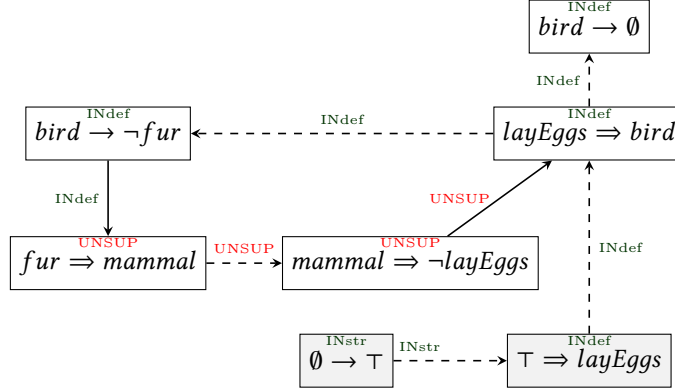 INdef
bird → ∅
INdef
INdef
bird → ¬fur
INdef
INdef
layEggs ⇒ bird
INdef
UNSUP
INdef
UNSUP
fur ⇒ mammal
UNSUP
UNSUP
mammal ⇒ ¬layEggs
INstr
∅ → ⊤
INstr
INdef
⊤ ⇒ layEggs